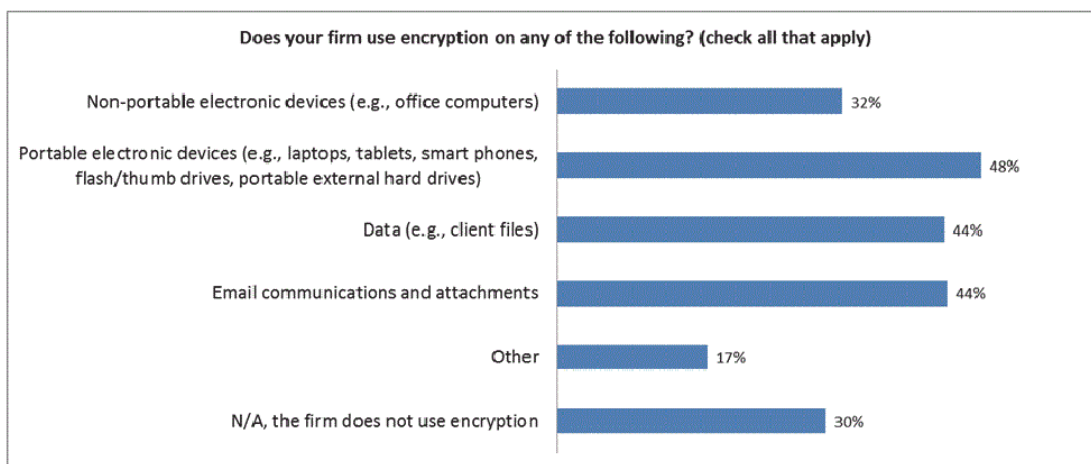 Does your firm use encryption on any of the following? (check all that apply)
Non-portable electronic devices (e.g., office computers)
32%
Portable electronic devices (e.g., laptops, tablets, smart phones,
flash/thumb drives, portable external hard drives)
48%
Data (e.g., client files)
44%
Email communications and attachments
44%
Other
17%
N/A, the firm does not use encryption
30%